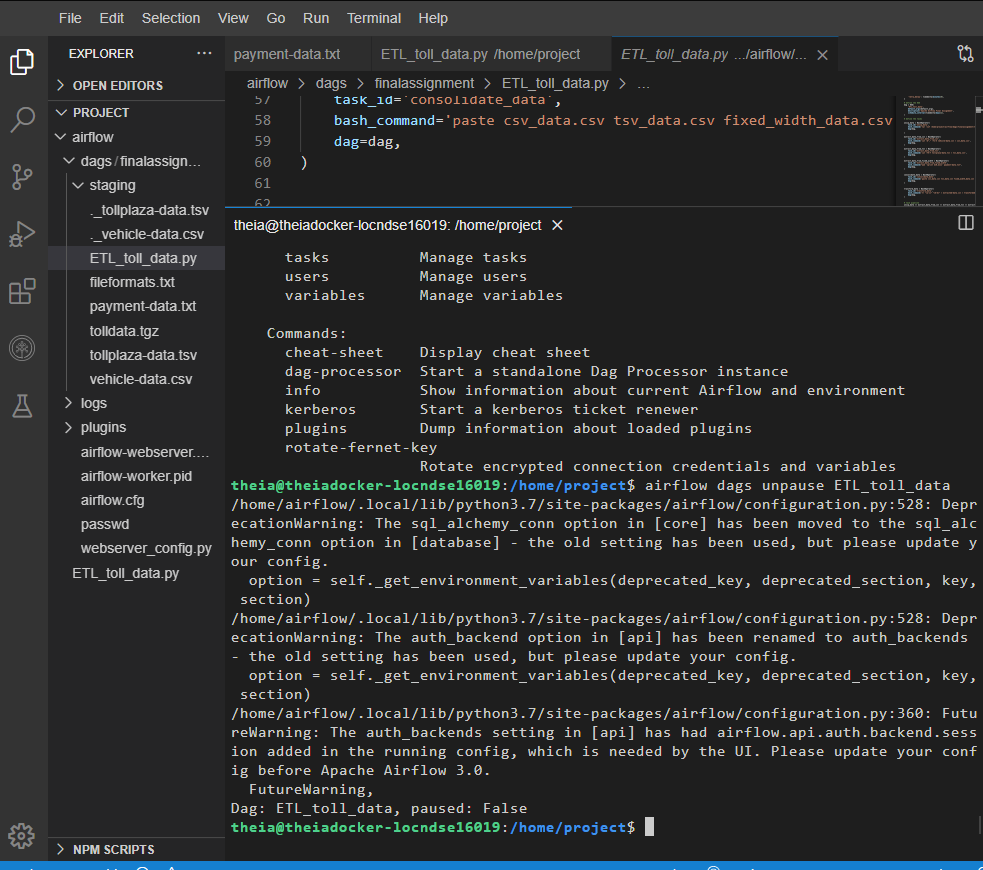 File Edit Selection View Go Run Terminal Help
EXPLORER ...
OPEN EDITORS
PROJECT
airflow
dags/finalassign...
staging
._tollplaza-data.tsv
._vehicle-data.csv
ETL_toll_data.py
fileformats.txt
payment-data.txt
tolldata.tgz
tollplaza-data.tsv
vehicle-data.csv
logs
plugins
airflow-webserver....
airflow-worker.pid
airflow.cfg
passwd
webserver_config.py
ETL_toll_data.py
NPM SCRIPTS
payment-data.txt ETL_toll_data.py /home/project ETL_toll_data.py .../airflow/...
airflow > dags > finalassignment > ETL_toll_data.py > ...
57 task_id='consolidate_data',
58 bash_command='paste csv_data.csv tsv_data.csv fixed_width_data.csv
59 dag=dag,
60 )
61
62
theia@theiadocker-locndse16019: /home/project
tasks Manage tasks
users Manage users
variables Manage variables
Commands:
cheat-sheet Display cheat sheet
dag-processor Start a standalone Dag Processor instance
info Show information about current Airflow and environment
kerberos Start a kerberos ticket renewer
plugins Dump information about loaded plugins
rotate-fernet-key
Rotate encrypted connection credentials and variables
theia@theiadocker-locndse16019:/home/project$ airflow dags unpause ETL_toll_data
/home/airflow/.local/lib/python3.7/site-packages/airflow/configuration.py:528: Depr
ecationWarning: The sql_alchemy_conn option in [core] has been moved to the sql_alc
hemy_conn option in [database] - the old setting has been used, but please update y
our config.
option = self._get_environment_variables(deprecated_key, deprecated_section, key,
section)
/home/airflow/.local/lib/python3.7/site-packages/airflow/configuration.py:528: Depr
ecationWarning: The auth_backend option in [api] has been renamed to auth_backends
- the old setting has been used, but please update your config.
option = self._get_environment_variables(deprecated_key, deprecated_section, key,
section)
/home/airflow/.local/lib/python3.7/site-packages/airflow/configuration.py:360: Futu
reWarning: The auth_backends setting in [api] has had airflow.api.auth.backend.sess
ion added in the running config, which is needed by the UI. Please update your conf
ig before Apache Airflow 3.0.
FutureWarning,
Dag: ETL_toll_data, paused: False
theia@theiadocker-locndse16019:/home/project$